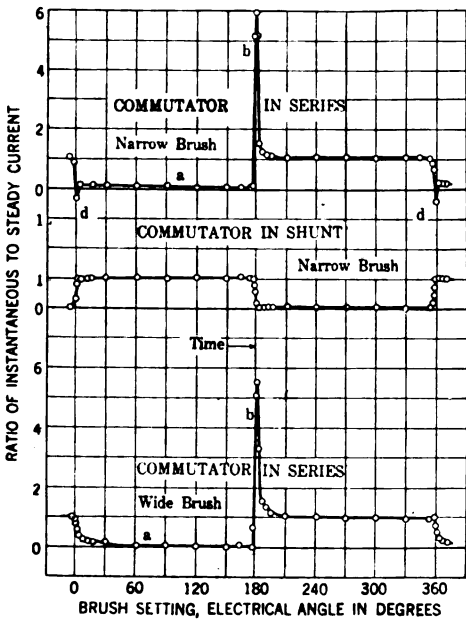 6
b
COMMUTATOR IN SERIES
4
Narrow Brush
2
a
0
d
d
1
COMMUTATOR IN SHUNT
Narrow Brush
1
0
Time
6
b
4
COMMUTATOR IN SERIES
Wide Brush
2
a
0
0 60 120 180 240 300 360
BRUSH SETTING, ELECTRICAL ANGLE IN DEGREES
RATIO OF INSTANTANEOUS TO STEADY CURRENT